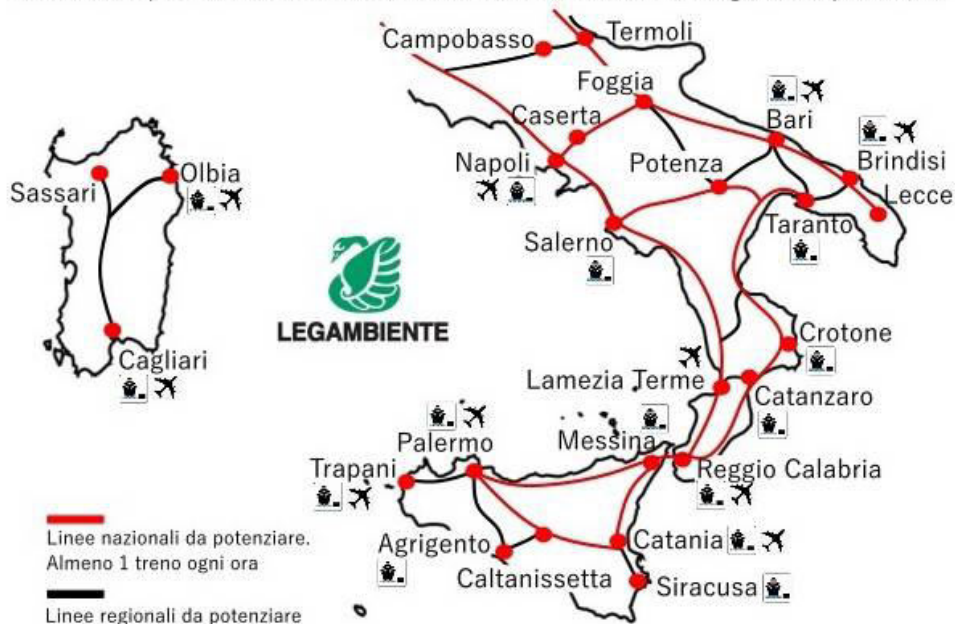 Termoli
Campobasso
Foggia
Caserta
Bari
Napoli
Potenza
Brindisi
Sassari
Olbia
Lecce
Salerno
Taranto
LEGAMBIENTE
Cagliari
Crotone
Lamezia Terme
Catanzaro
Palermo
Messina
Trapani
Reggio Calabria
Linee nazionali da potenziare.
Almeno 1 treno ogni ora
Agrigento
Catania
Caltanissetta
Siracusa
Linee regionali da potenziare